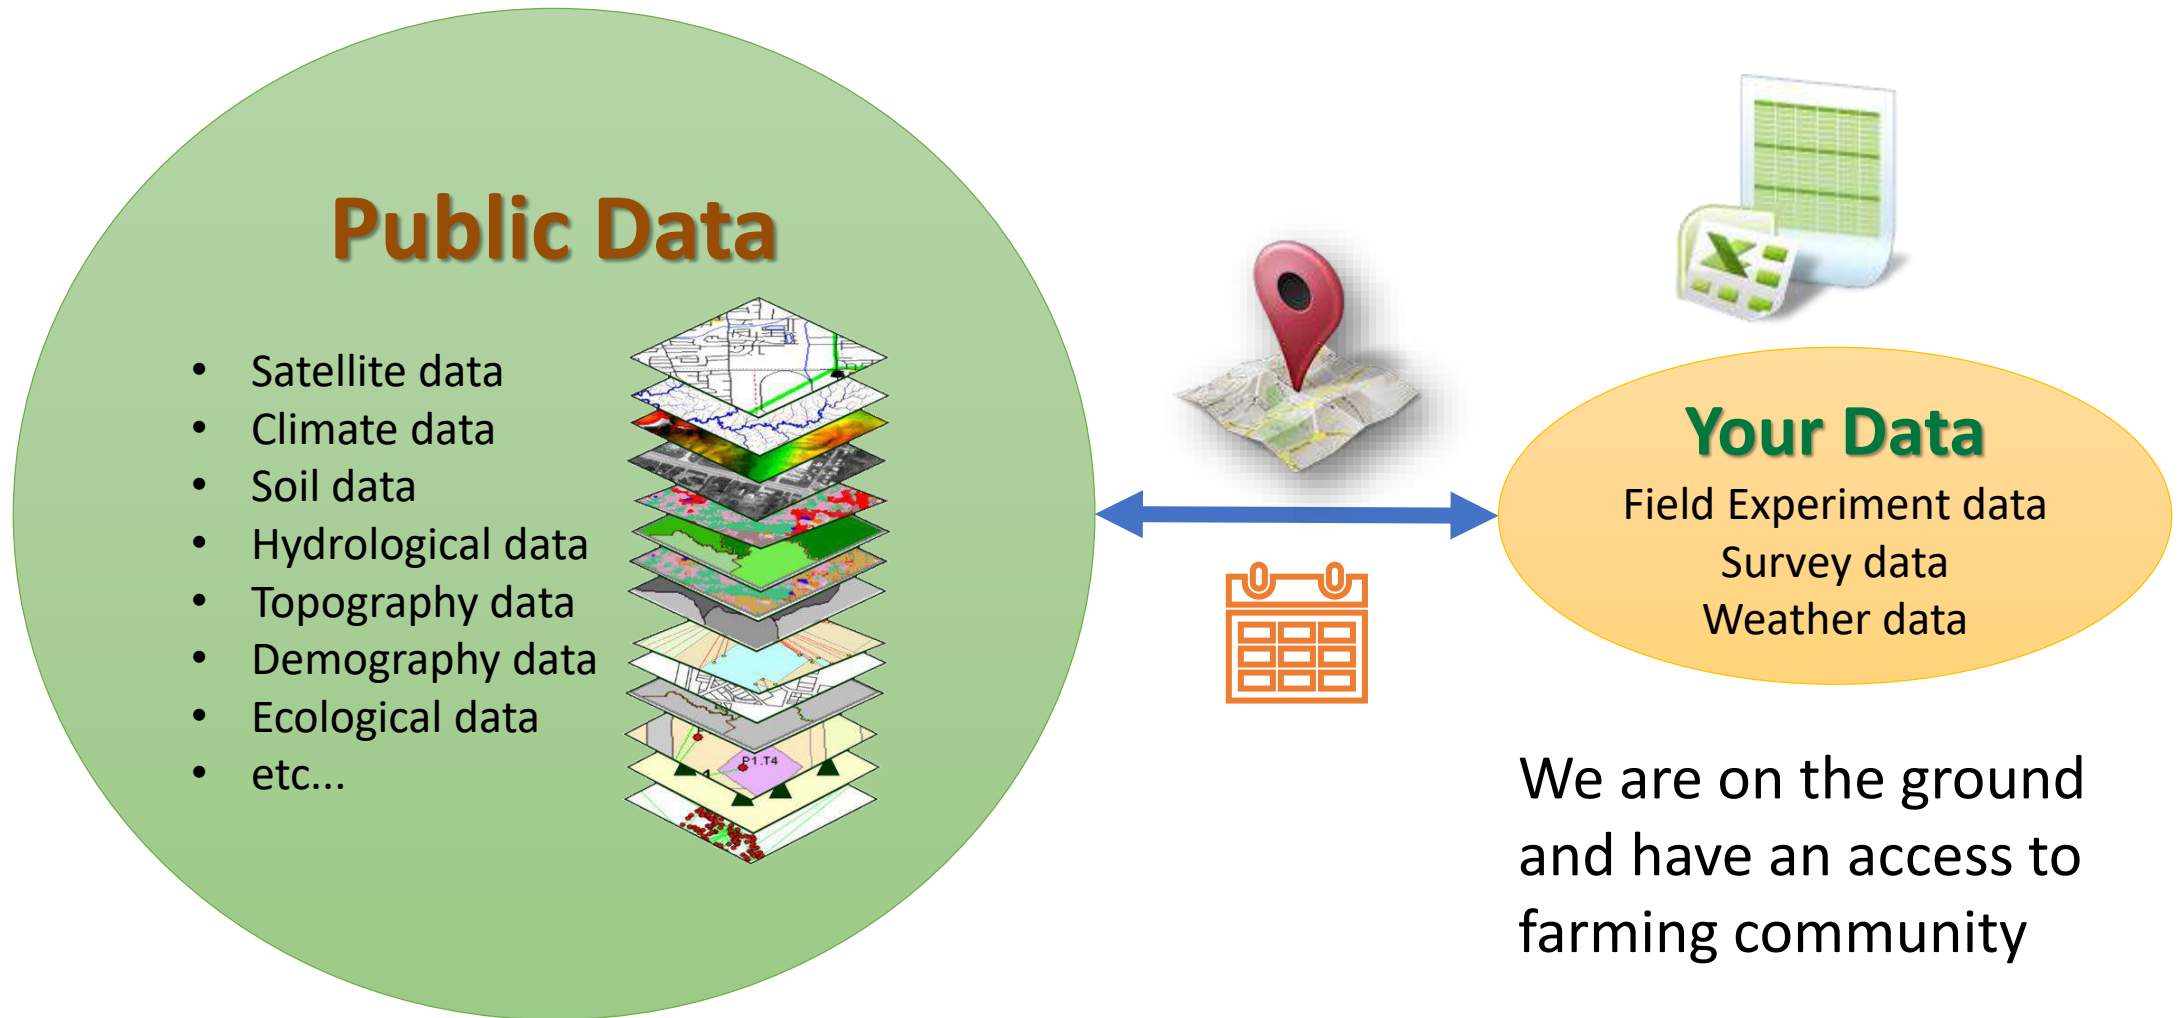 Public Data
• Satellite data
• Climate data
• Soil data
• Hydrological data
• Topography data
• Demography data
• Ecological data
• etc...
P1.T4
Your Data
Field Experiment data
Survey data
Weather data
We are on the ground
and have an access to
farming community